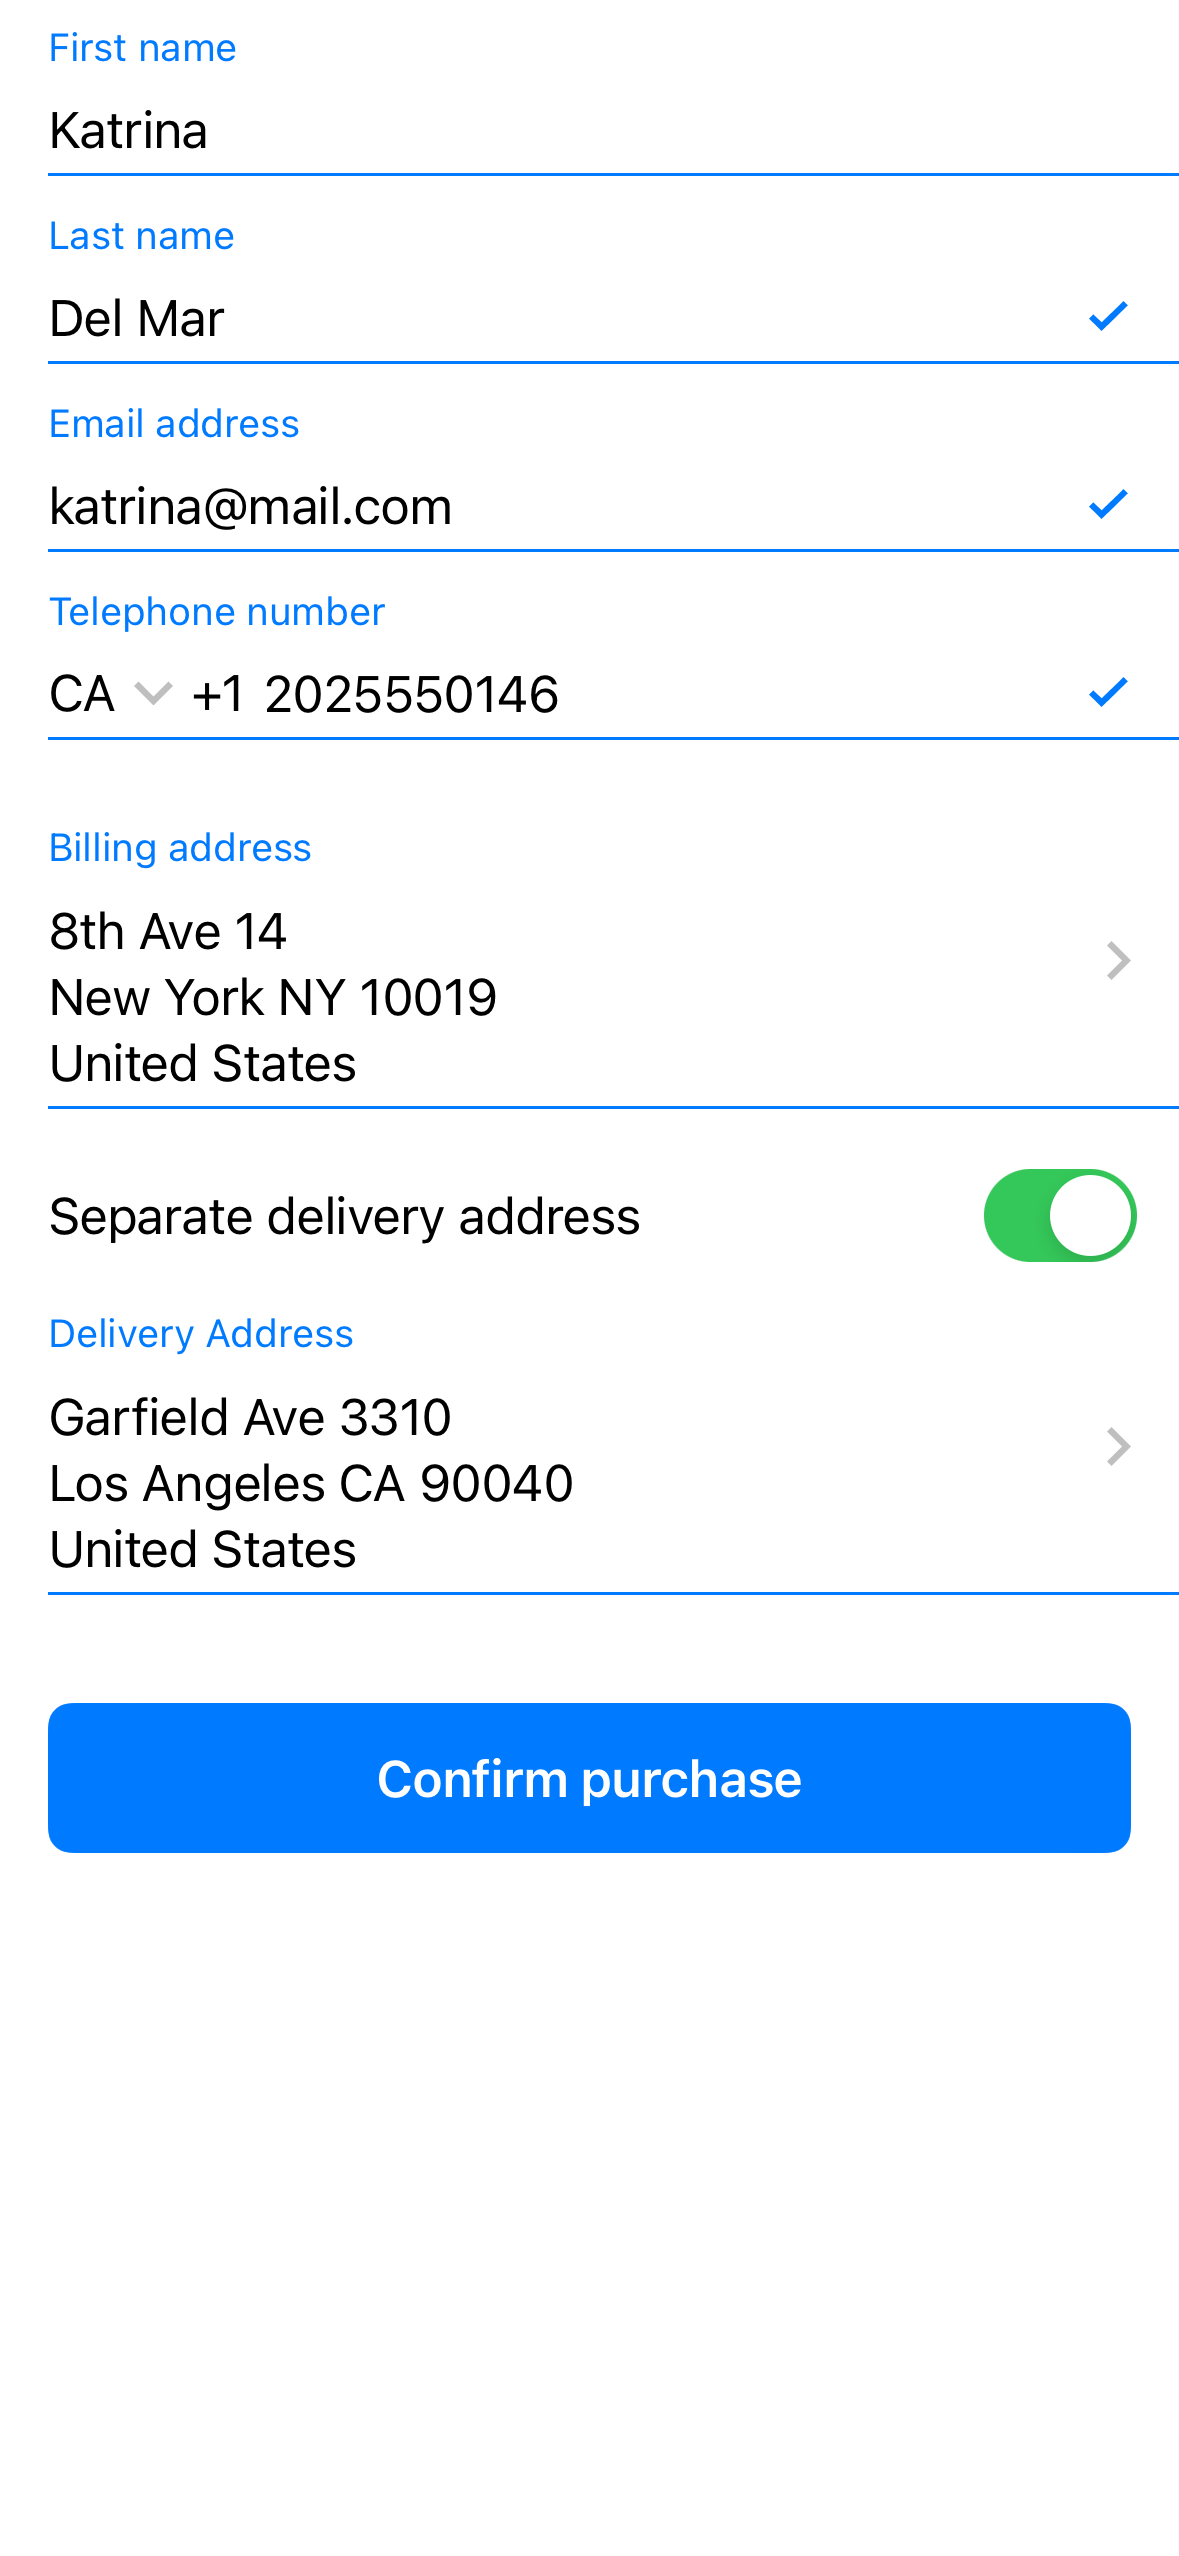 First name
Katrina
Last name
Del Mar
Email address
katrina@mail.com
Telephone number
CA +1 2025550146
Billing address
8th Ave 14
New York NY 10019
United States
Separate delivery address
Delivery Address
Garfield Ave 3310
Los Angeles CA 90040
United States
Confirm purchase